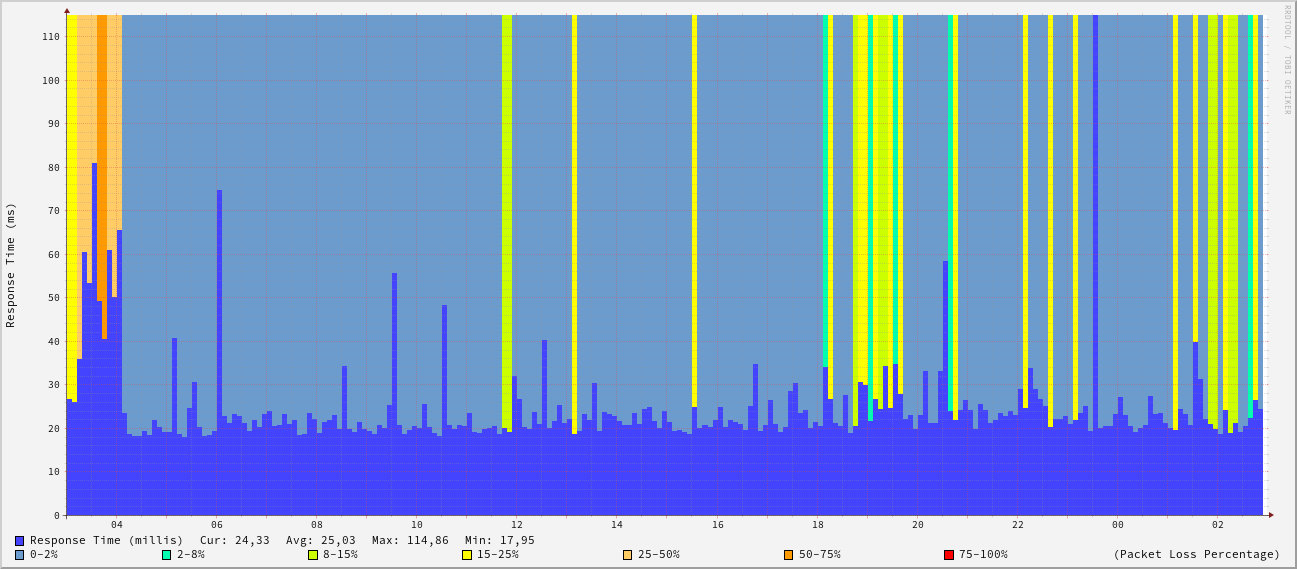 RRDTOOL / TOBI OETIKER
Response Time (ms)
110
100
90
80
70
60
50
40
30
20
10
0
04 06 08 10 12 14 16 18 20 22 00 02
Response Time (millis) Cur: 24,33 Avg: 25,03 Max: 114,86 Min: 17,95
0-2% 2-8% 8-15% 15-25% 25-50% 50-75% 75-100% (Packet Loss Percentage)